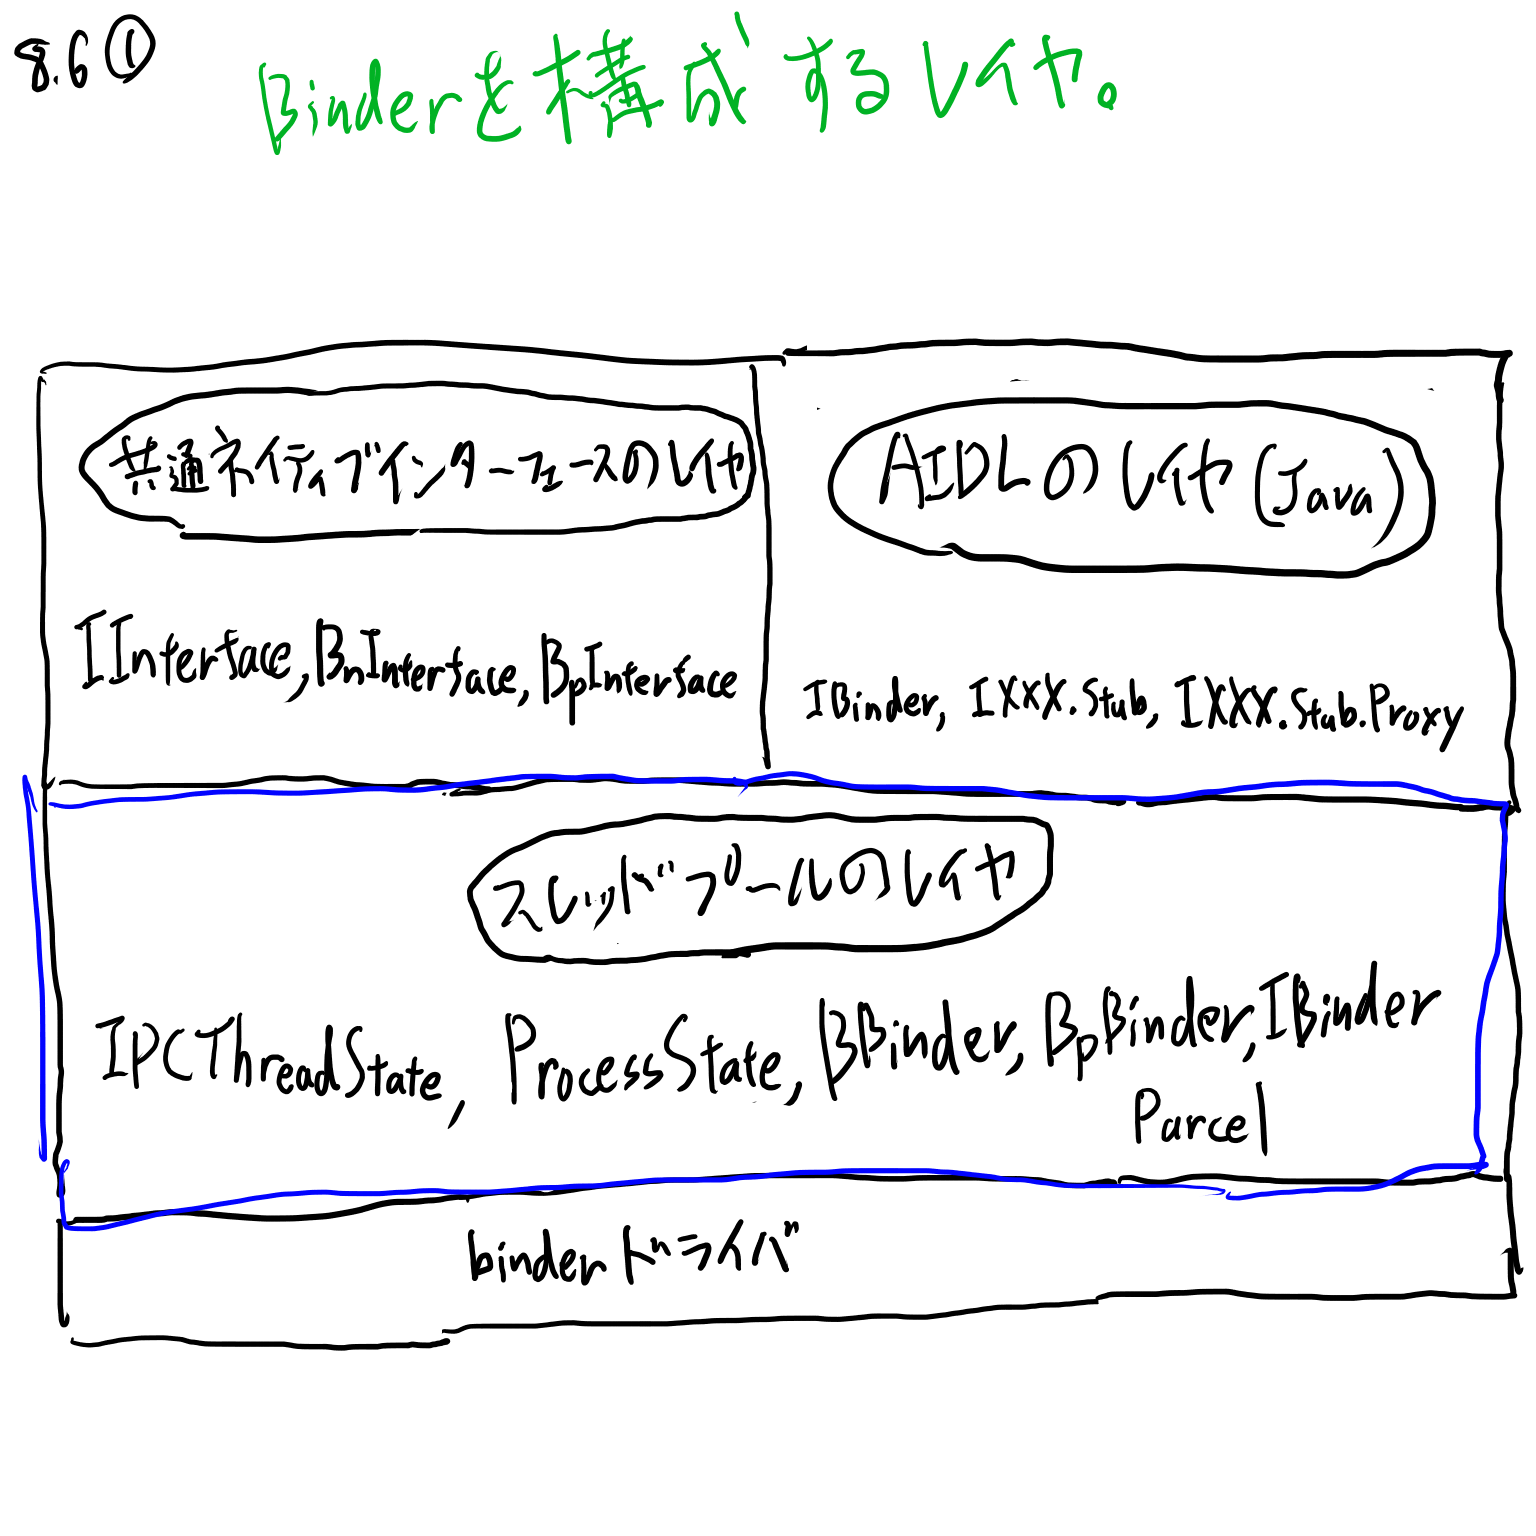 8.6 ①
Binderを構成するレイヤ。
共通ネイティブインターフェースのレイヤ
AIDLのレイヤ(Java)
IInterface, BnInterface, BpInterface
IBinder, IXXX.Stub, IXXX.Stub.Proxy
スレッドプールのレイヤ
IPCThreadState, ProcessState, BBinder, BpBinder, IBinder
Parcel
binderドライバ